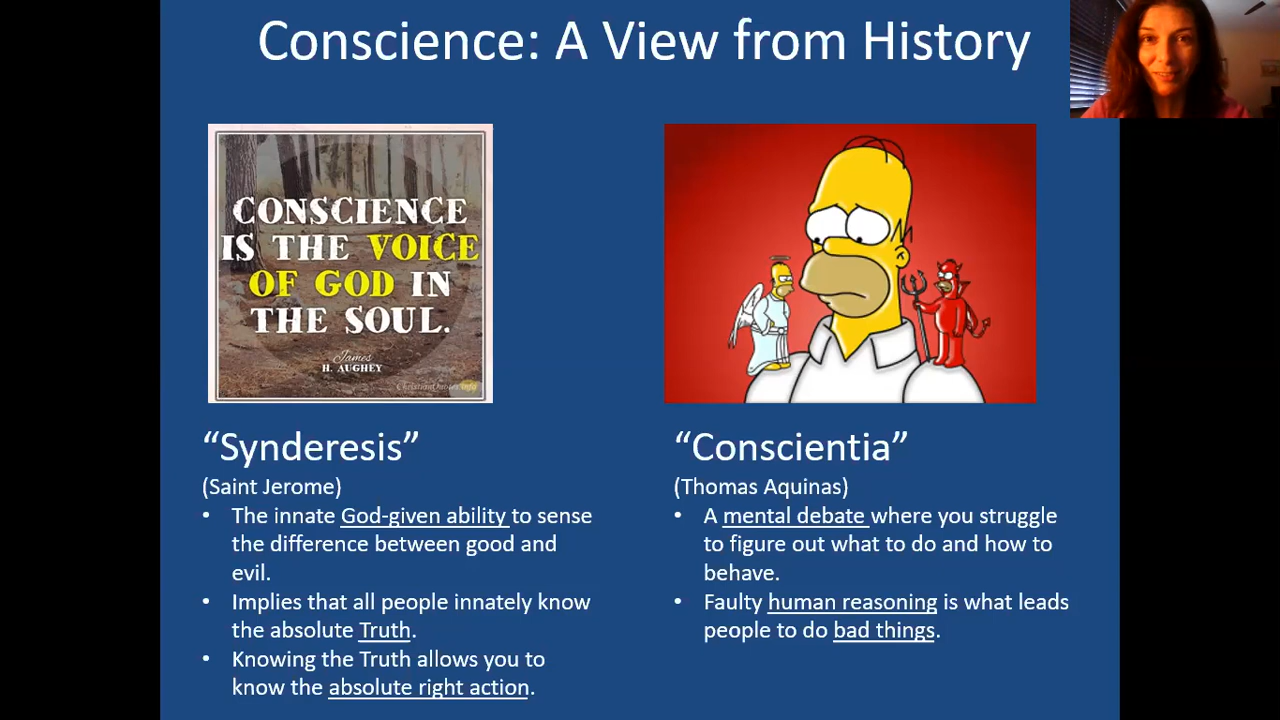 Conscience: A View from History
CONSCIENCE
IS THE VOICE
OF GOD IN
THE SOUL.
James
H. AUGHEY
ChristianQuotes.info
“Synderesis”
(Saint Jerome)
• The innate God-given ability to sense
the difference between good and
evil.
• Implies that all people innately know
the absolute Truth.
• Knowing the Truth allows you to
know the absolute right action.
“Conscientia”
(Thomas Aquinas)
• A mental debate where you struggle
to figure out what to do and how to
behave.
• Faulty human reasoning is what leads
people to do bad things.